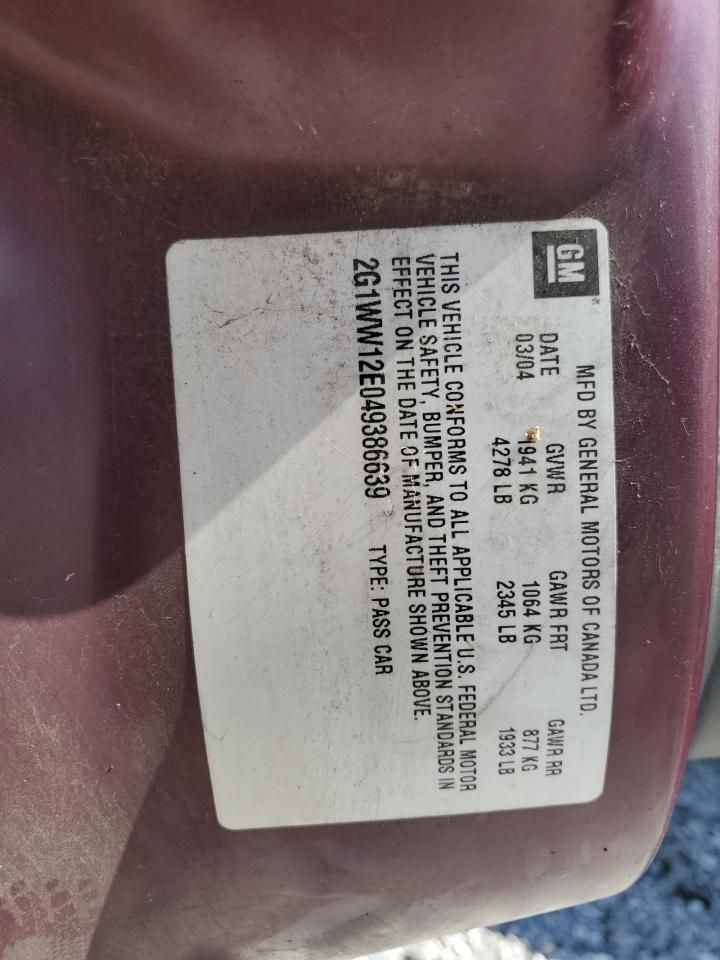 GM
®
MFD BY GENERAL MOTORS OF CANADA LTD.
DATE GVWR GAWR FRT GAWR RR
03/04 1941 KG 1064 KG 877 KG
4278 LB 2345 LB 1933 LB
THIS VEHICLE CONFORMS TO ALL APPLICABLE U.S. FEDERAL MOTOR
VEHICLE SAFETY, BUMPER, AND THEFT PREVENTION STANDARDS IN
EFFECT ON THE DATE OF MANUFACTURE SHOWN ABOVE.
2G1WW12E049386639 TYPE: PASS CAR